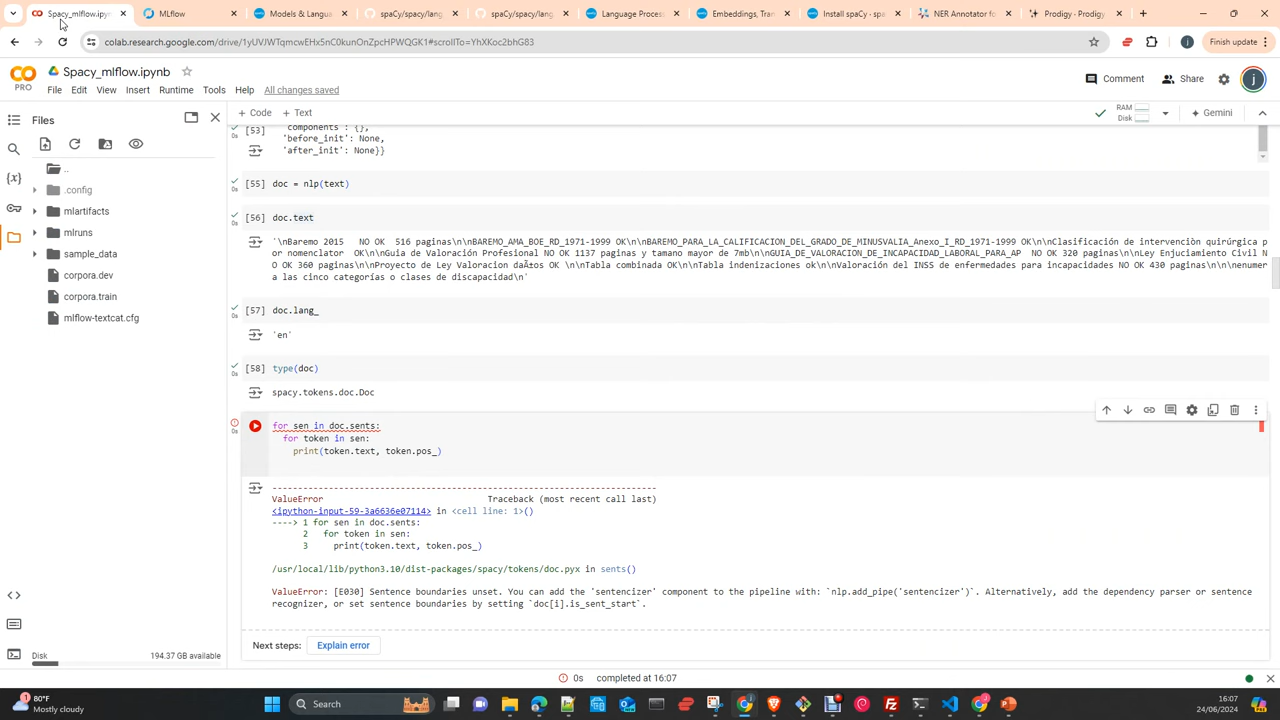 Spacy_mlflow.ipyn
MLflow
Models & Langua
spaCy/spacy/lang
spaCy/spacy/lang
Language Process
Embeddings, Tran
Install spaCy · spa
NER Annotator fo
Prodigy · Prodigy
colab.research.google.com/drive/1yUVJWTqmcwEHx5nC0kunOnZpcHPWQGK1#scrollTo=YhXKoc2bhG83
Finish update
CO
PRO
Spacy_mlflow.ipynb
File Edit View Insert Runtime Tools Help All changes saved
Comment
Share
j
Files
+ Code + Text
RAM
Disk
Gemini
..
.config
mlartifacts
mlruns
sample_data
corpora.dev
corpora.train
mlflow-textcat.cfg
Disk
194.37 GB available
[53]
'components': {},
'before_init': None,
'after_init': None}}
[55] doc = nlp(text)
[56] doc.text
'\nBaremo 2015   NO OK  516 paginas\n\nBAREMO_AMA_BOE_RD_1971-1999 OK\n\nBAREMO_PARA_LA_CALIFICACION_DEL_GRADO_DE_MINUSVALIA_Anexo_I_RD_1971-1999 OK\n\nClasificación de intervención quirúrgica p
or nomenclator  OK\n\nGuia de Valoración Profesional NO OK 1137 paginas y tamano mayor de 7mb\n\nGUIA_DE_VALORACION_DE_INCAPACIDAD_LABORAL_PARA_AP  NO OK 320 paginas\n\nLey Enjuciamiento Civil N
O OK 360 paginas\n\nProyecto de Ley Valoracion daños OK \n\nTabla combinada OK\n\nTabla indenizaciones ok\n\nValoración del INSS de enfermedades para incapacidades NO OK 430 paginas\n\nenumer
a las cinco categorías o clases de discapacidad\n'
[57] doc.lang_
'en'
[58] type(doc)
spacy.tokens.doc.Doc
for sen in doc.sents:
for token in sen:
print(token.text, token.pos_)
---------------------------------------------------------------------------
ValueError                                Traceback (most recent call last)
<ipython-input-59-3a6636e07114> in <cell line: 1>()
----> 1 for sen in doc.sents:
2   for token in sen:
3     print(token.text, token.pos_)
/usr/local/lib/python3.10/dist-packages/spacy/tokens/doc.pyx in sents()
ValueError: [E030] Sentence boundaries unset. You can add the 'sentencizer' component to the pipeline with: `nlp.add_pipe('sentencizer')`. Alternatively, add the dependency parser or sentence
recognizer, or set sentence boundaries by setting `doc[i].is_sent_start`.
Next steps: Explain error
0s completed at 16:07
80°F
Mostly cloudy
Search
16:07
24/06/2024